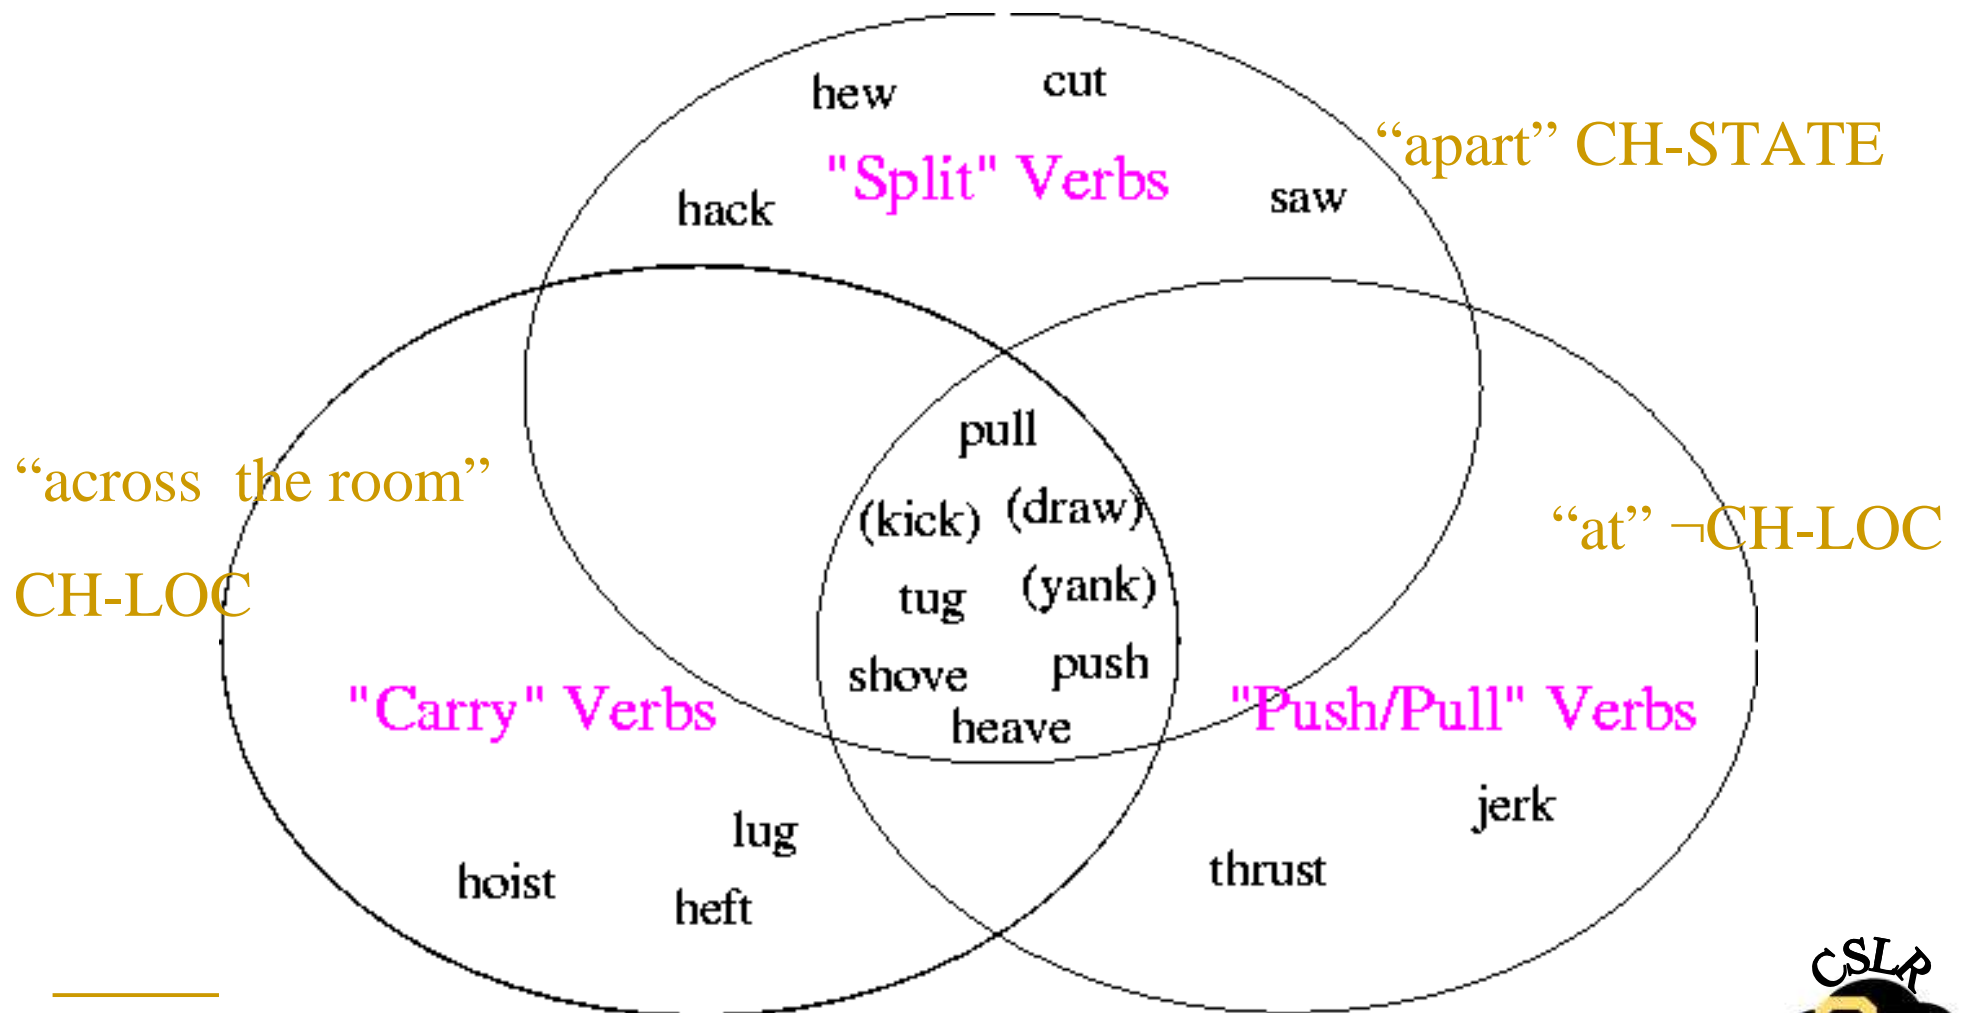 hew
cut
"Split" Verbs
“apart” CH-STATE
hack
saw
“across the room”
CH-LOC
pull
(kick)
(draw)
tug
(yank)
shove
push
heave
“at” ¬CH-LOC
"Carry" Verbs
"Push/Pull" Verbs
lug
hoist
heft
jerk
thrust
CSLR